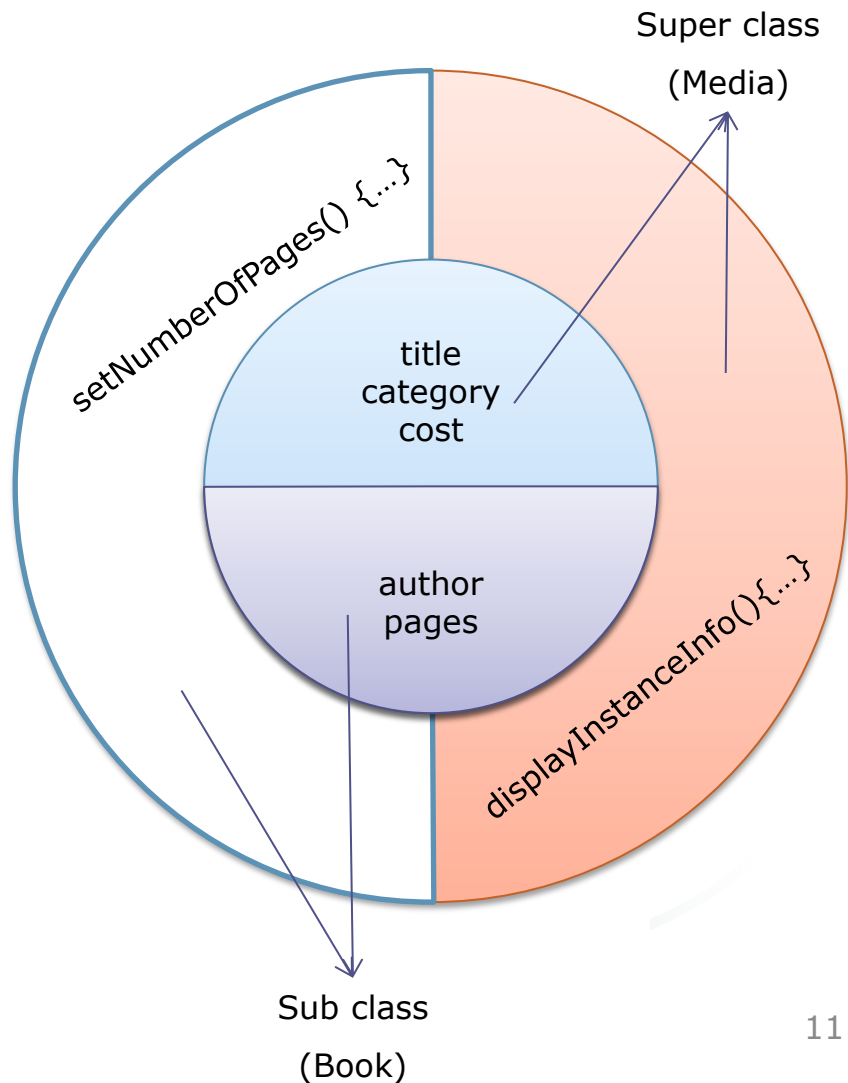 Super class
(Media)
setNumberOfPages() {...}
title
category
cost
author
pages
displayInstanceInfo(){...}
Sub class
(Book)
11